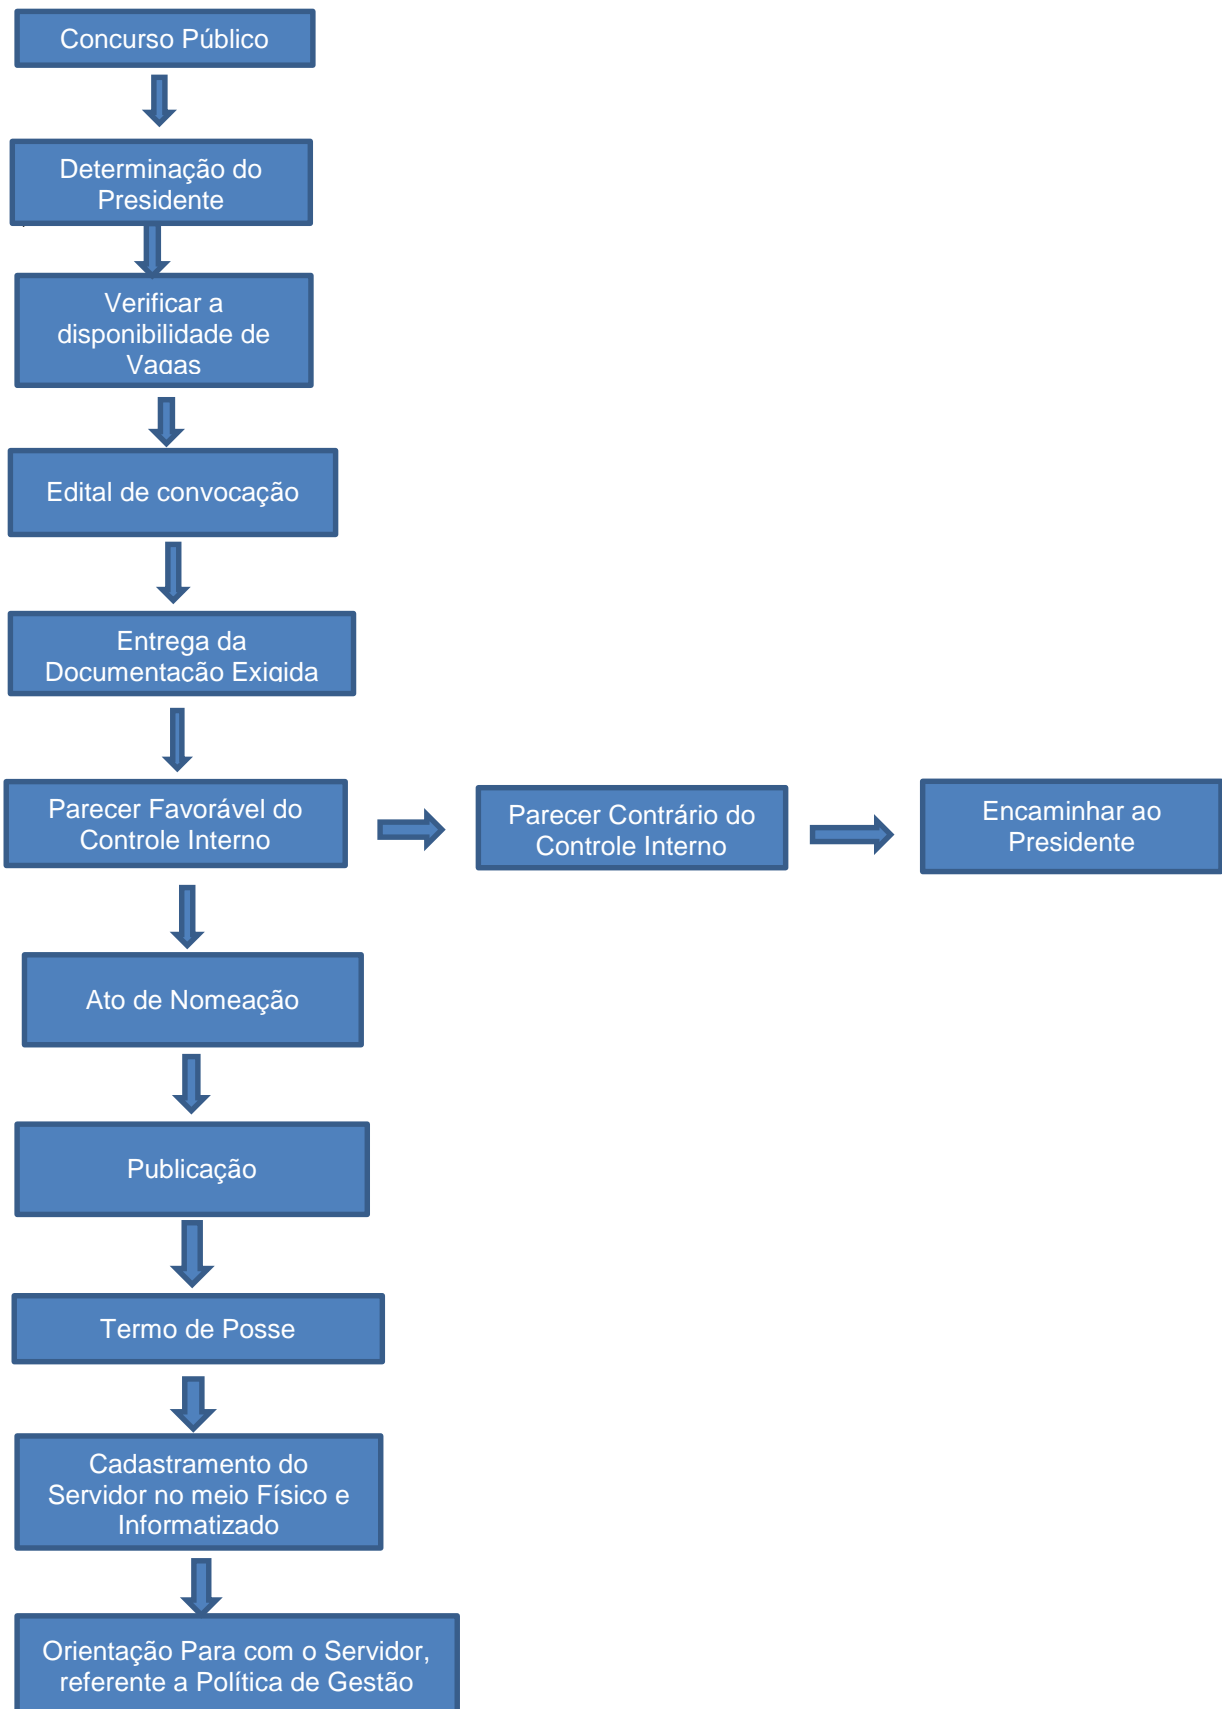 Concurso Público
Determinação do
Presidente
Verificar a
disponibilidade de
Vagas
Edital de convocação
Entrega da
Documentação Exigida
Parecer Favorável do
Controle Interno
Parecer Contrário do
Controle Interno
Encaminhar ao
Presidente
Ato de Nomeação
Publicação
Termo de Posse
Cadastramento do
Servidor no meio Físico e
Informatizado
Orientação Para com o Servidor,
referente a Política de Gestão